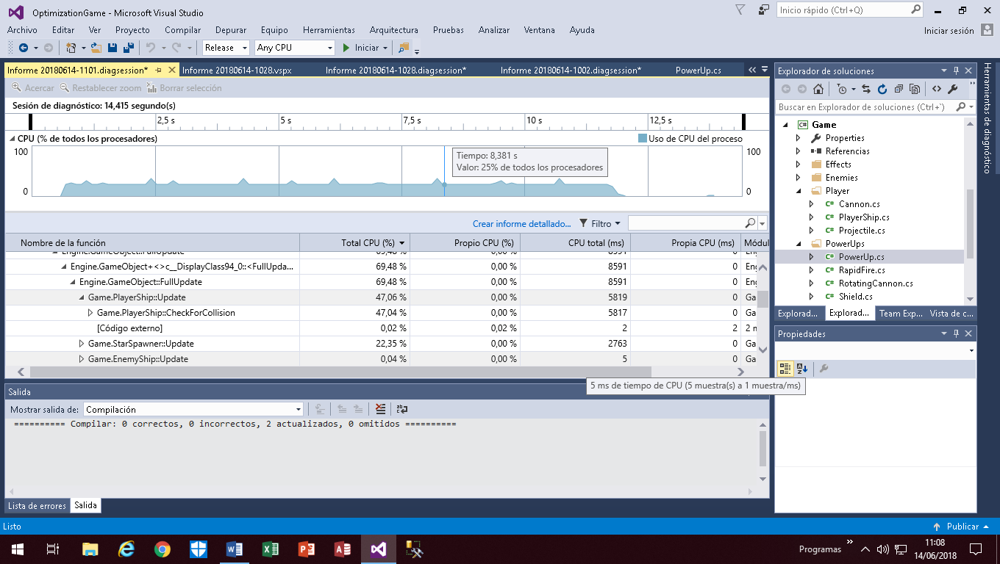 OptimizationGame - Microsoft Visual Studio
Inicio rápido (Ctrl+Q)
Archivo Editar Ver Proyecto Compilar Depurar Equipo Herramientas Arquitectura Pruebas Analizar Ventana Ayuda
Iniciar sesión
Release Any CPU Iniciar
Informe 20180614-1101.diagsession* Informe 20180614-1028.vspx Informe 20180614-1028.diagsession* Informe 20180614-1002.diagsession* PowerUp.cs
Acercar Restablecer zoom Borrar selección
Sesión de diagnóstico: 14,415 segundo(s)
2,5 s 5 s 7,5 s 10 s 12,5 s
CPU (% de todos los procesadores) Uso de CPU del proceso
100 100
Tiempo: 8,381 s
Valor: 25% de todos los procesadores
0 0
Crear informe detallado... Filtro
Nombre de la función Total CPU (%) Propio CPU (%) CPU total (ms) Propia CPU (ms) Módul
Engine.GameObject::FullUpdate 69,48 % 0,00 % 8591 0 En
Engine.GameObject+<>c__DisplayClass94_0::<FullUpda... 69,48 % 0,00 % 8591 0 En
Engine.GameObject::FullUpdate 69,48 % 0,00 % 8591 0 En
Game.PlayerShip::Update 47,06 % 0,00 % 5819 0 Ga
Game.PlayerShip::CheckForCollision 47,04 % 0,00 % 5817 0 Ga
[Código externo] 0,02 % 0,02 % 2 2 2 m
Game.StarSpawner::Update 22,35 % 0,00 % 2763 0 Ga
Game.EnemyShip::Update 0,04 % 0,00 % 5 0 Ga
5 ms de tiempo de CPU (5 muestra(s) a 1 muestra/ms)
Salida
Mostrar salida de: Compilación
========== Compilar: 0 correctos, 0 incorrectos, 2 actualizados, 0 omitidos ==========
Lista de errores Salida
Explorador de soluciones
Buscar en Explorador de soluciones (Ctrl+`)
C# Game
Properties
Referencias
Effects
Enemies
Player
C# Cannon.cs
C# PlayerShip.cs
C# Projectile.cs
PowerUps
C# PowerUp.cs
C# RapidFire.cs
C# RotatingCannon.cs
C# Shield.cs
Explorad... Explorad... Team Exp... Vista de c...
Propiedades
Herramientas de diagnóstico
Listo
Publicar
Programas
11:08
14/06/2018